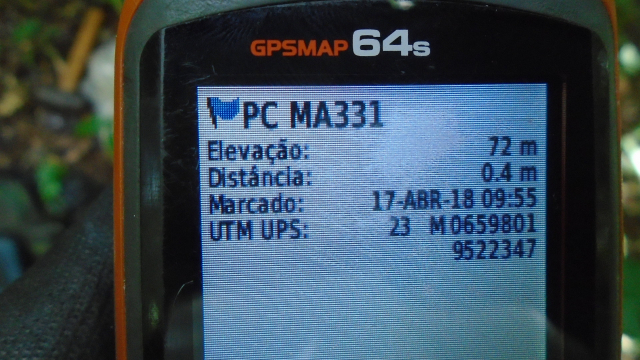 GPSMAP 64s
PC MA331
Elevação: 72 m
Distância: 0.4 m
Marcado: 17-ABR-18 09:55
UTM UPS: 23 M 0659801
9522347